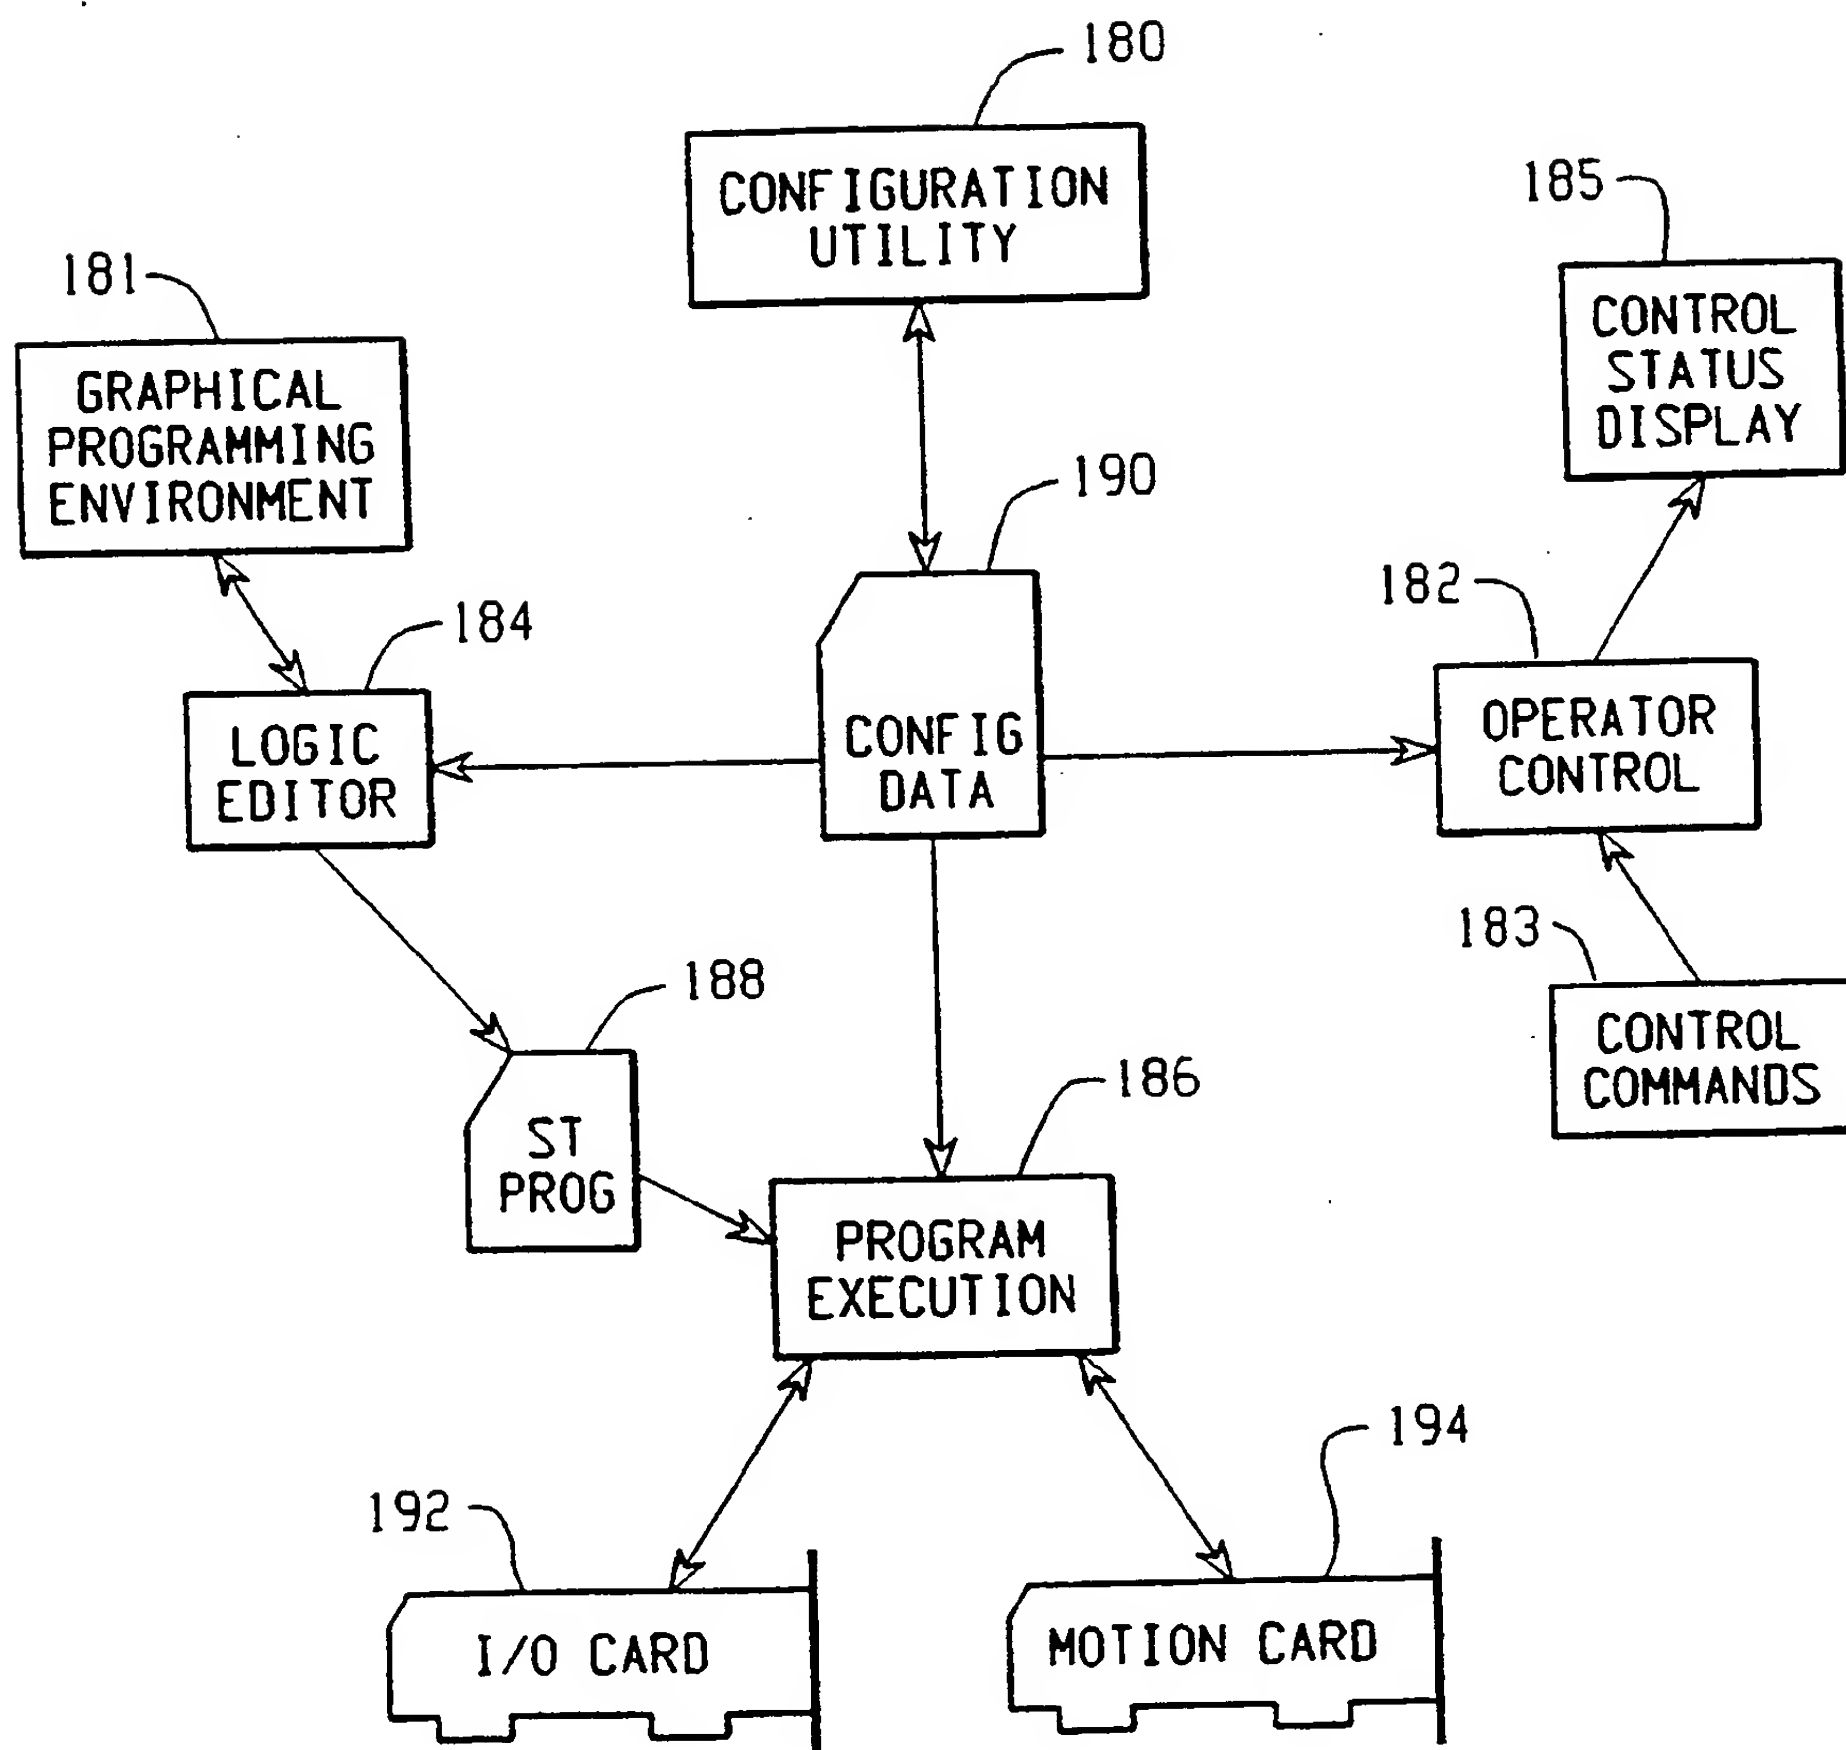 180
CONFIGURATION
UTILITY
185
CONTROL
STATUS
DISPLAY
181
GRAPHICAL
PROGRAMMING
ENVIRONMENT
190
CONFIG
DATA
182
OPERATOR
CONTROL
184
LOGIC
EDITOR
183
CONTROL
COMMANDS
188
ST
PROG
186
PROGRAM
EXECUTION
192
I/O CARD
194
MOTION CARD